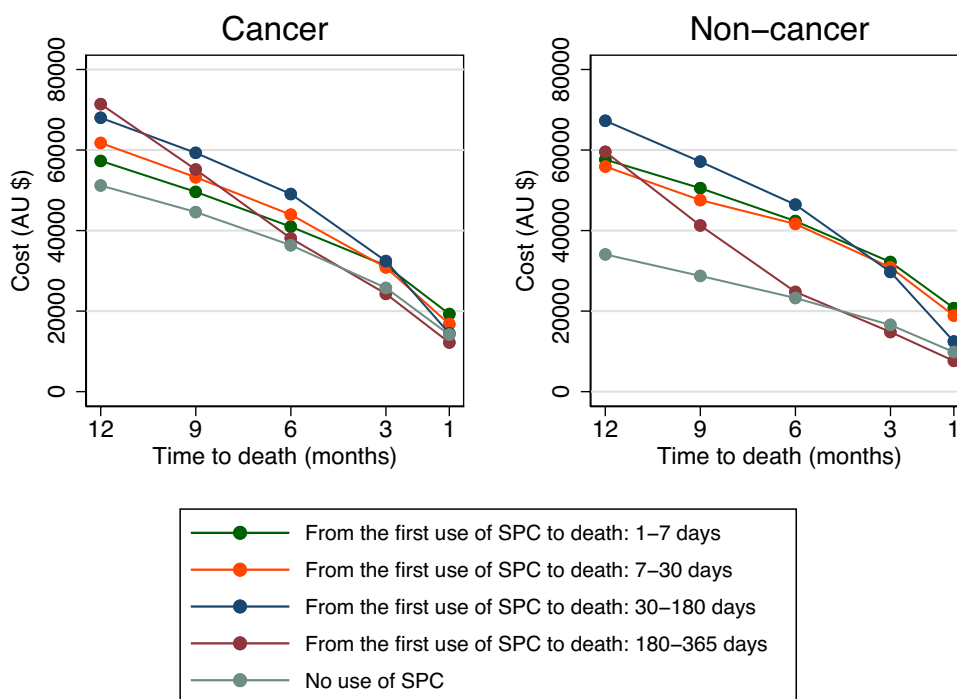 Cancer
Non–cancer
Cost (AU $)
80000
60000
40000
20000
0
12 9 6 3 1
Time to death (months)
Cost (AU $)
80000
60000
40000
20000
0
12 9 6 3 1
Time to death (months)
From the first use of SPC to death: 1–7 days
From the first use of SPC to death: 7–30 days
From the first use of SPC to death: 30–180 days
From the first use of SPC to death: 180–365 days
No use of SPC